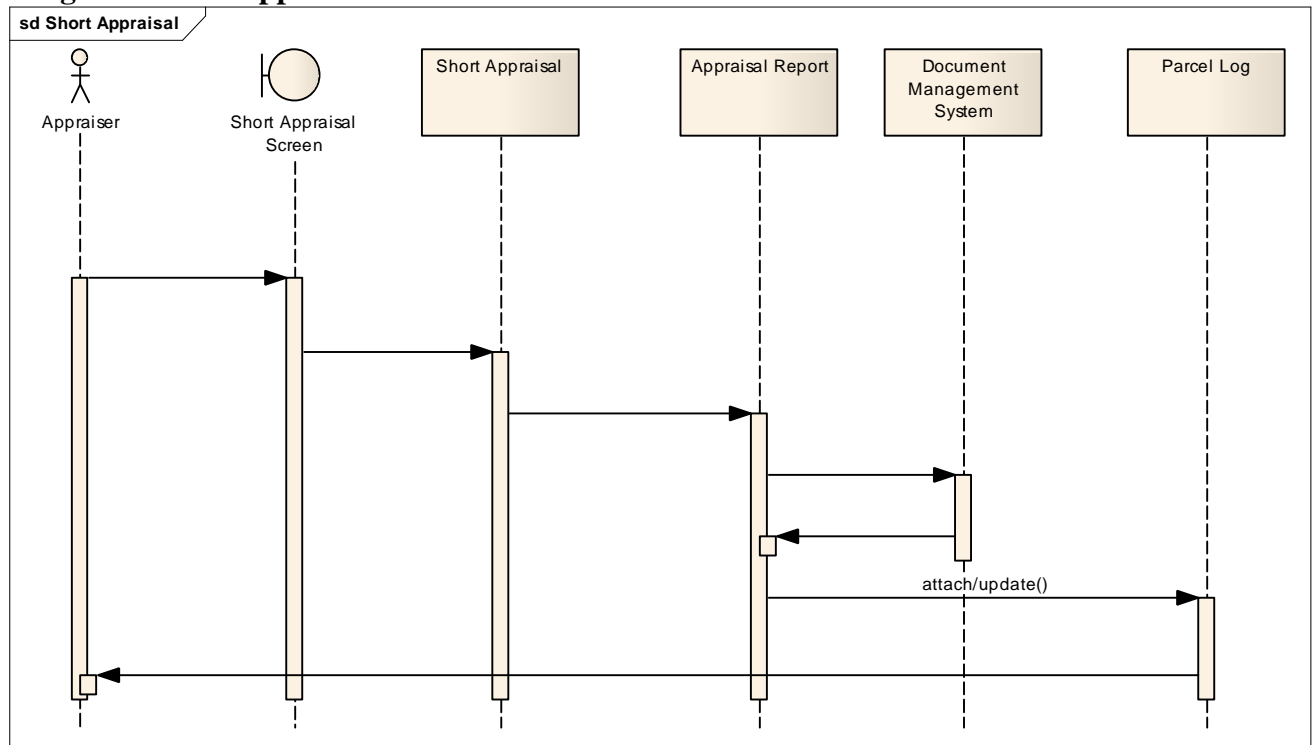 sd Short Appraisal
Appraiser
Short Appraisal
Screen
Short Appraisal
Appraisal Report
Document
Management
System
Parcel Log
attach/update()